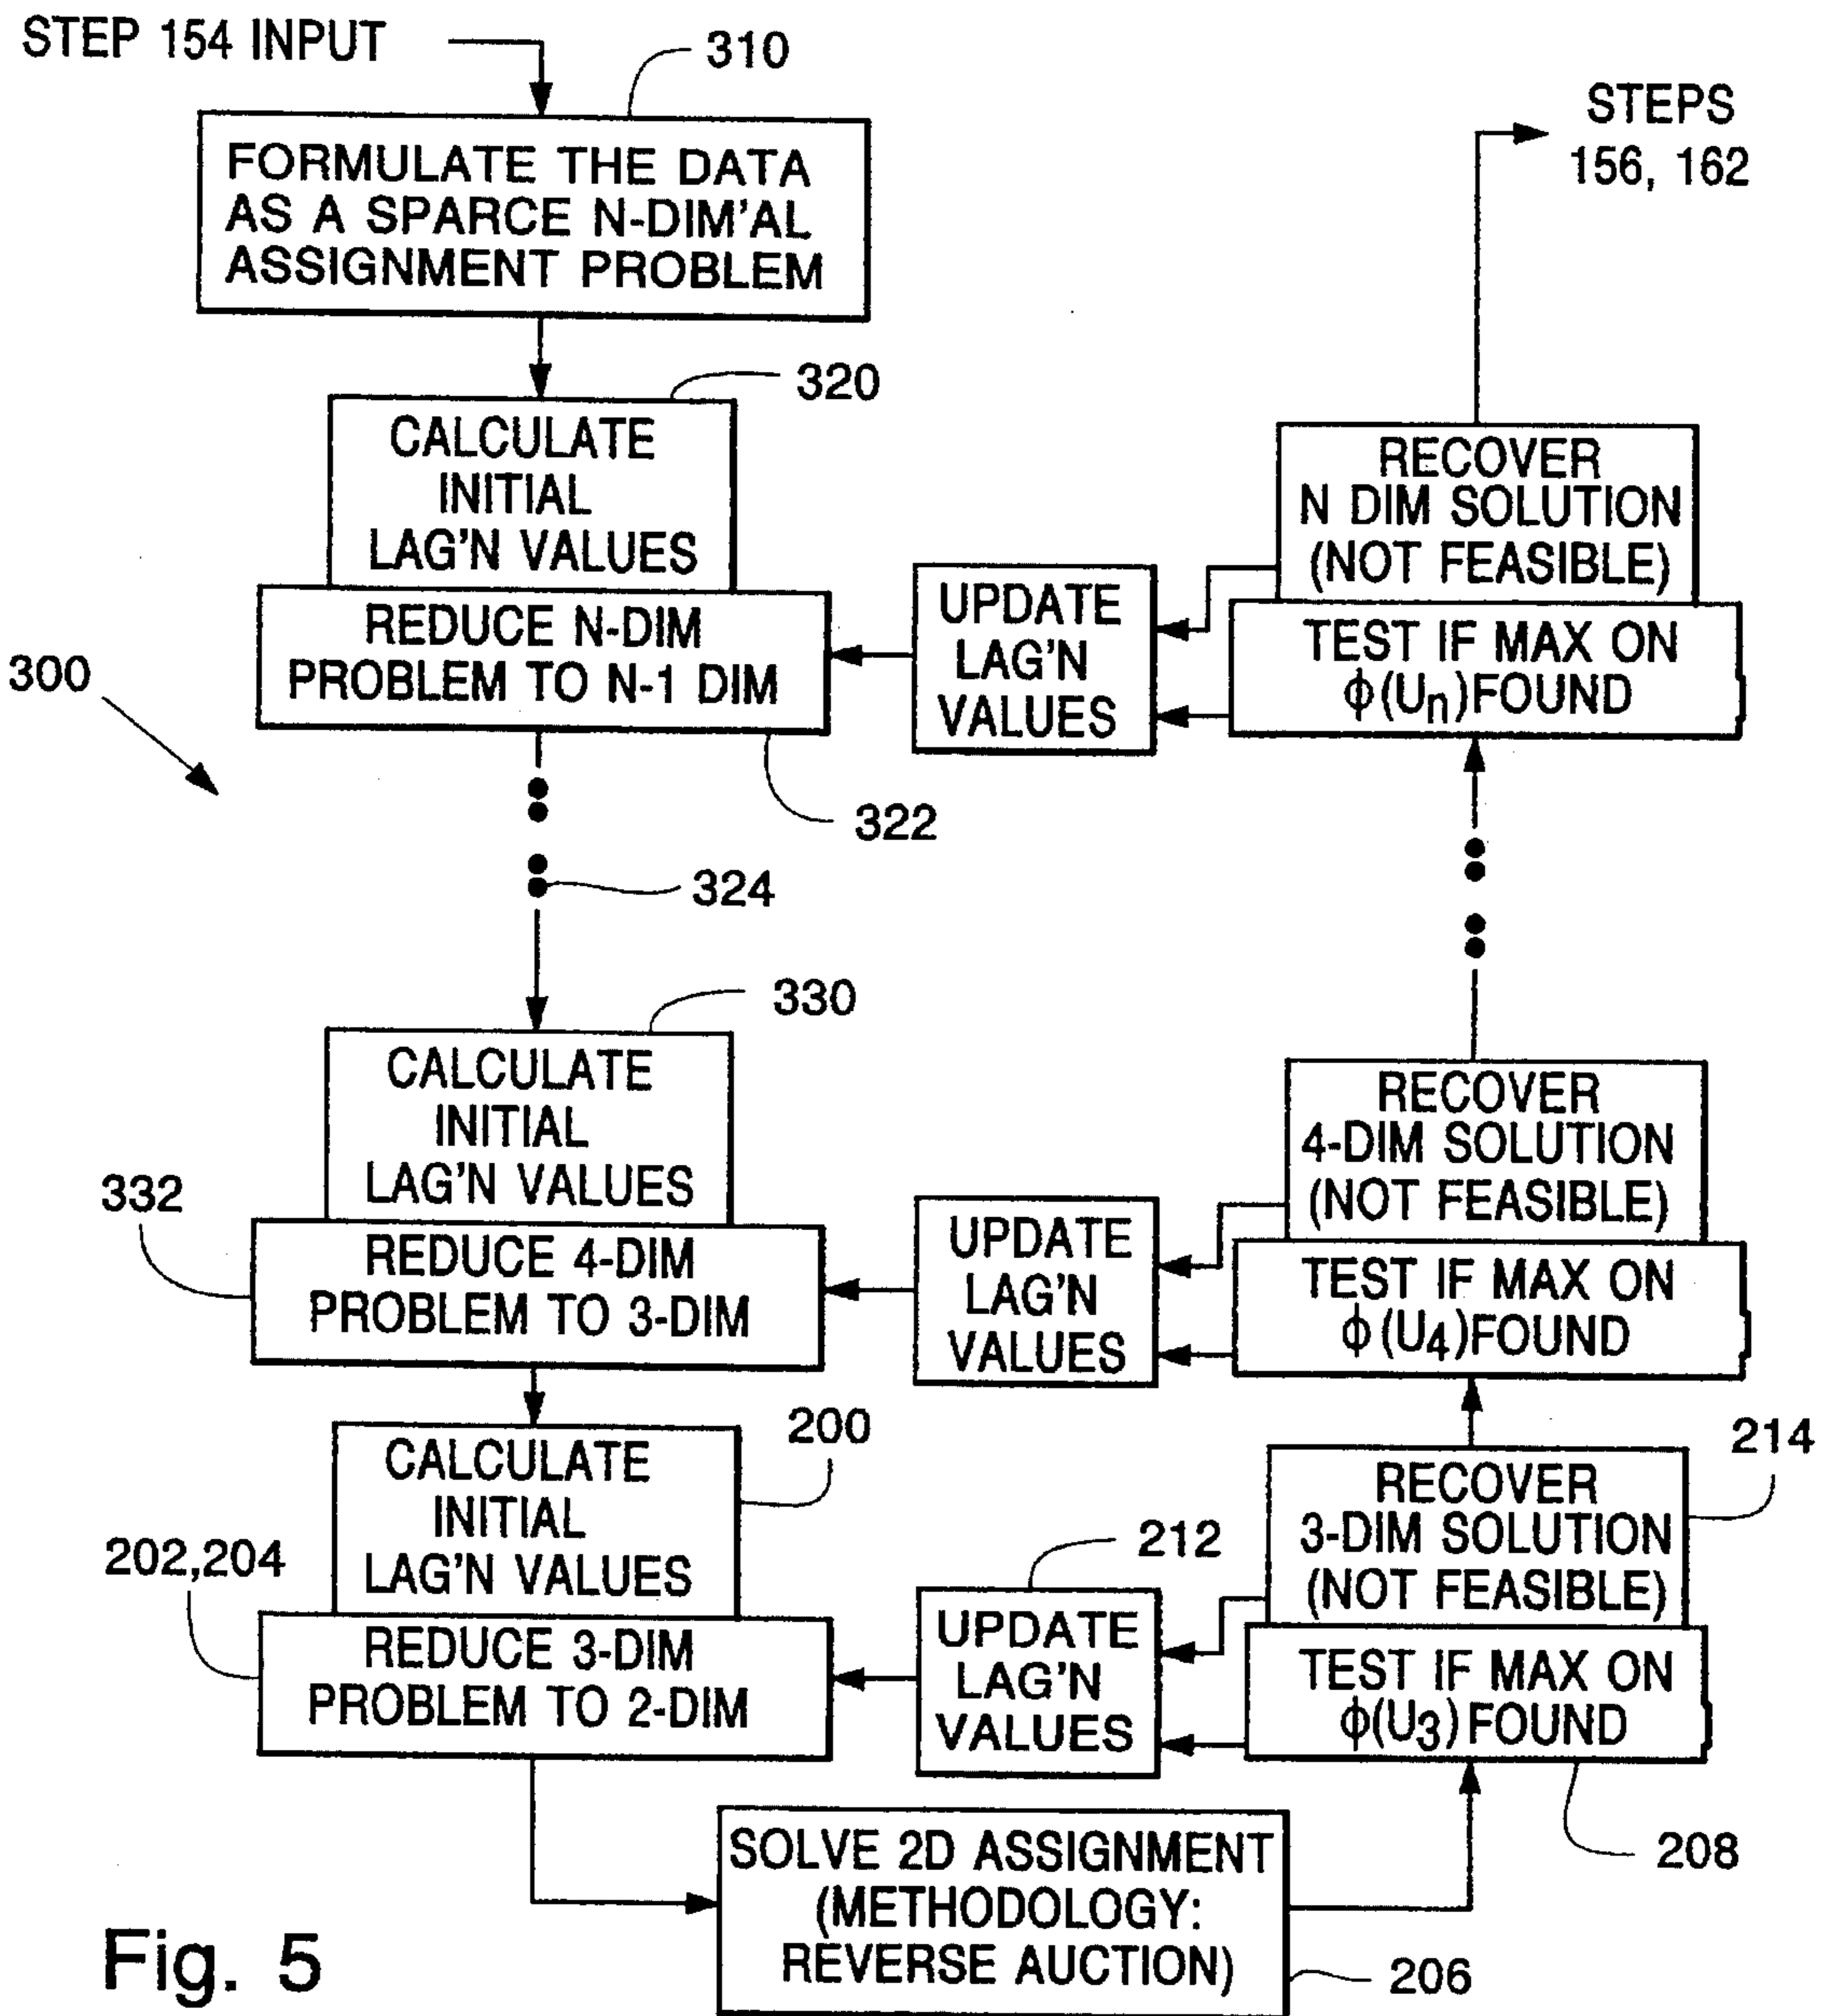 STEP 154 INPUT
310
FORMULATE THE DATA
AS A SPARCE N-DIM'AL
ASSIGNMENT PROBLEM
STEPS
156, 162
320
CALCULATE
INITIAL
LAG'N VALUES
REDUCE N-DIM
PROBLEM TO N-1 DIM
322
UPDATE
LAG'N
VALUES
RECOVER
N DIM SOLUTION
(NOT FEASIBLE)
TEST IF MAX ON
ϕ(Un)FOUND
300
324
330
CALCULATE
INITIAL
LAG'N VALUES
332
REDUCE 4-DIM
PROBLEM TO 3-DIM
UPDATE
LAG'N
VALUES
RECOVER
4-DIM SOLUTION
(NOT FEASIBLE)
TEST IF MAX ON
ϕ(U4)FOUND
200
CALCULATE
INITIAL
LAG'N VALUES
202,204
REDUCE 3-DIM
PROBLEM TO 2-DIM
212
UPDATE
LAG'N
VALUES
214
RECOVER
3-DIM SOLUTION
(NOT FEASIBLE)
TEST IF MAX ON
ϕ(U3)FOUND
208
SOLVE 2D ASSIGNMENT
(METHODOLOGY:
REVERSE AUCTION)
206
Fig. 5